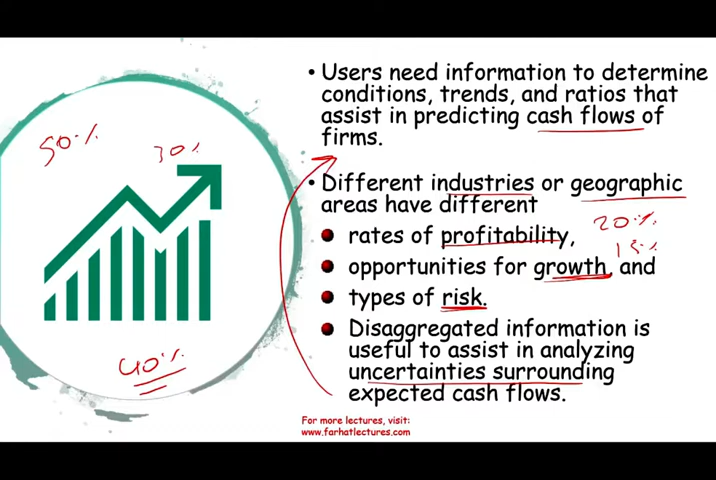 • Users need information to determine
conditions, trends, and ratios that
assist in predicting cash flows of
firms.
50%
30%
• Different industries or geographic
areas have different
20%
rates of profitability,
15%
opportunities for growth, and
types of risk.
Disaggregated information is
useful to assist in analyzing
40%
uncertainties surrounding
expected cash flows.
For more lectures, visit:
www.farhatlectures.com